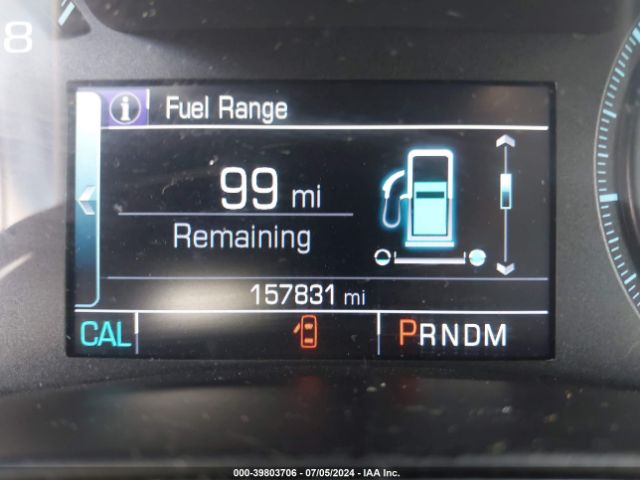 8
Fuel Range
99 mi
Remaining
157831 mi
CAL
PRNDM
000-39803706 - 07/05/2024 - IAA Inc.